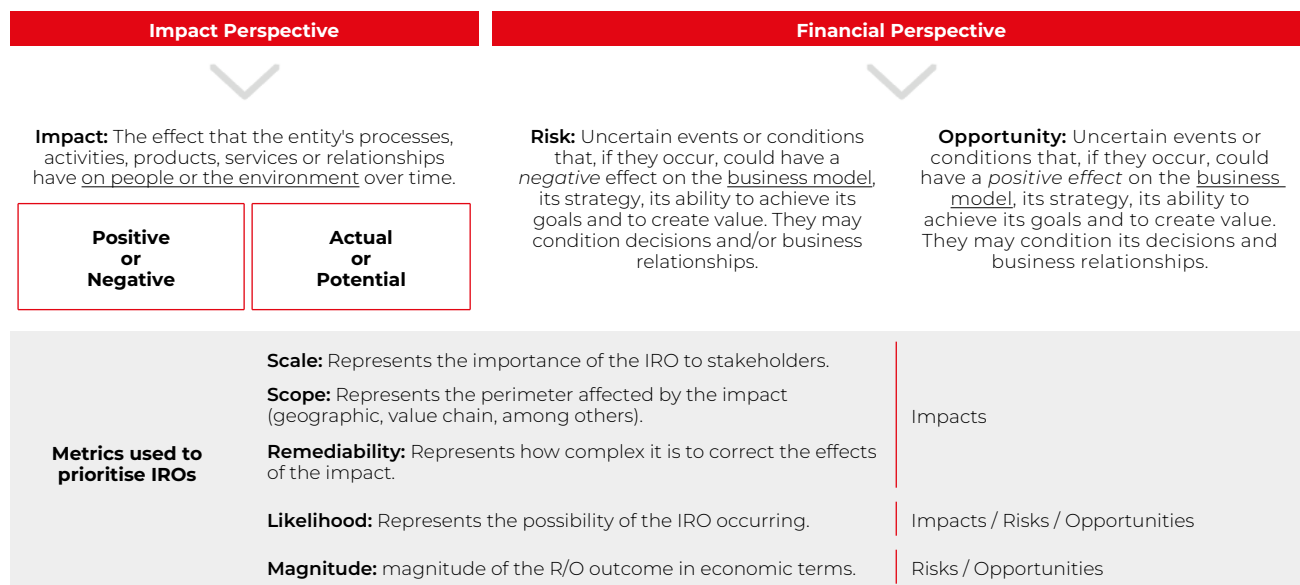 Impact Perspective
Financial Perspective
Impact: The effect that the entity's processes,
activities, products, services or relationships
have on people or the environment over time.
Positive
or
Negative
Actual
or
Potential
Risk: Uncertain events or conditions
that, if they occur, could have a
negative effect on the business model,
its strategy, its ability to achieve its
goals and to create value. They may
condition decisions and/or business
relationships.
Opportunity: Uncertain events or
conditions that, if they occur, could
have a positive effect on the business
model, its strategy, its ability to
achieve its goals and to create value.
They may condition its decisions and
business relationships.
Metrics used to
prioritise IROs
Scale: Represents the importance of the IRO to stakeholders.
Scope: Represents the perimeter affected by the impact
(geographic, value chain, among others).
Remediability: Represents how complex it is to correct the effects
of the impact.
Impacts
Likelihood: Represents the possibility of the IRO occurring.
Impacts / Risks / Opportunities
Magnitude: magnitude of the R/O outcome in economic terms.
Risks / Opportunities